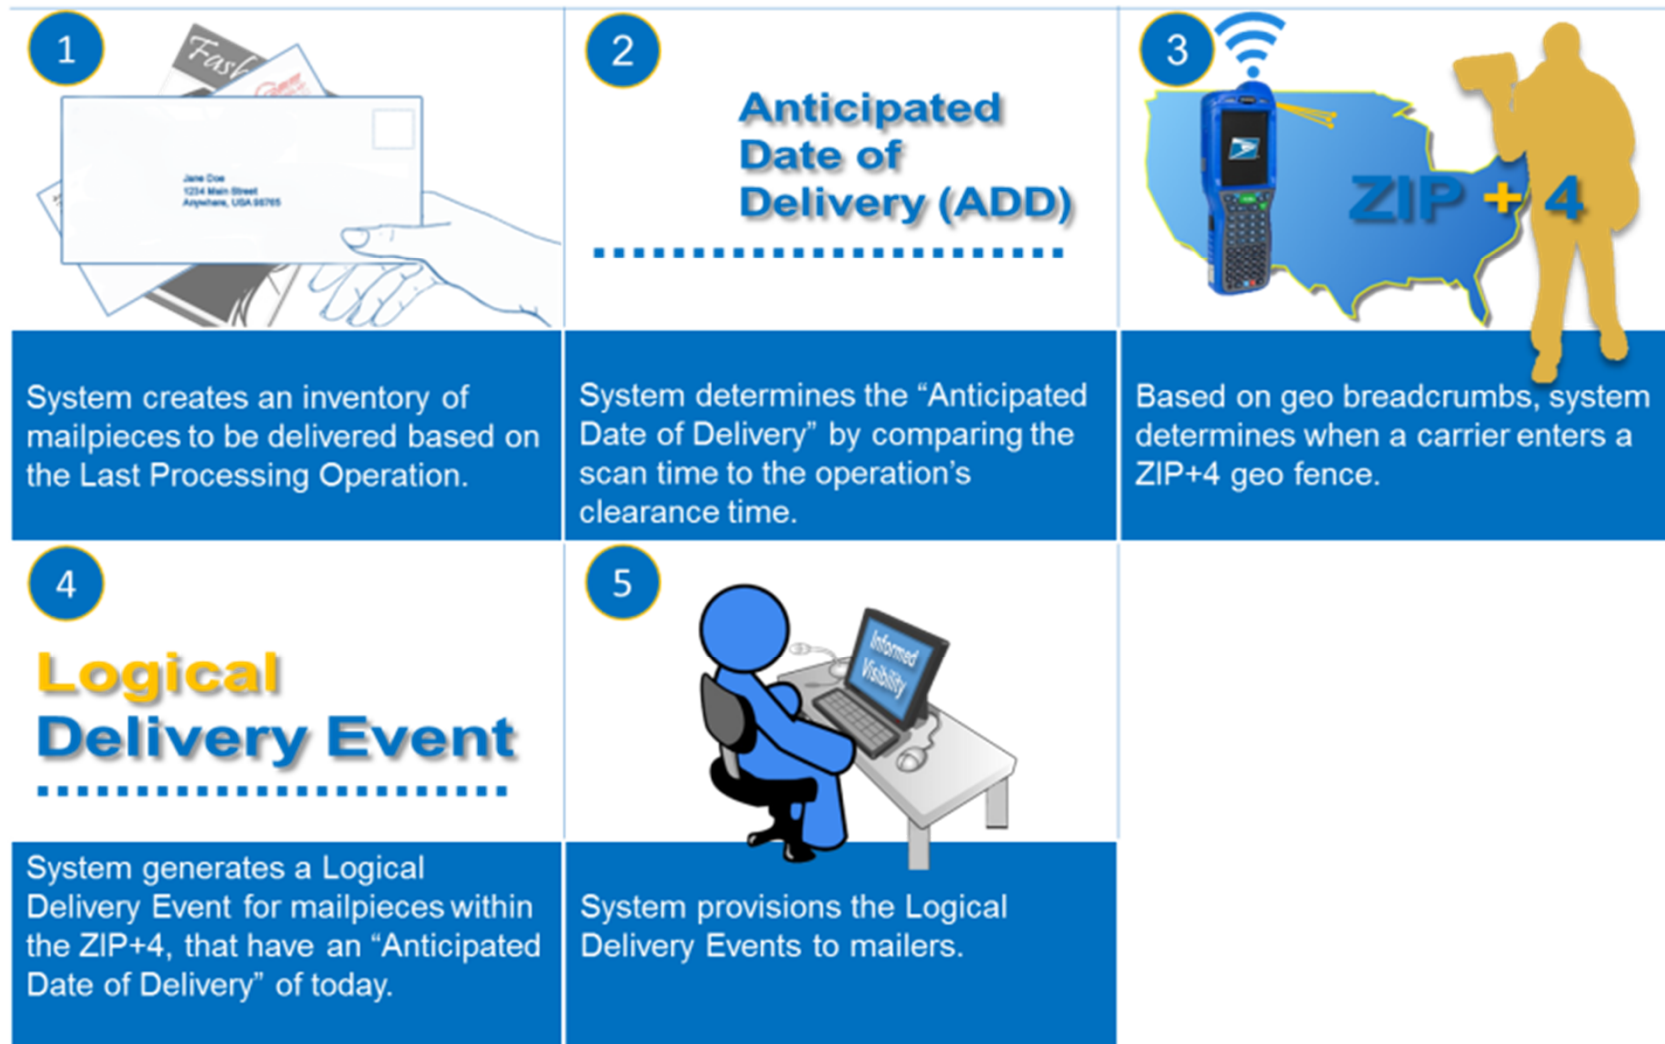 1
Fash
Jane Doe
1234 Main Street
Anywhere, USA 98765
System creates an inventory of
mailpieces to be delivered based on
the Last Processing Operation.
2
Anticipated
Date of
Delivery (ADD)
System determines the “Anticipated
Date of Delivery” by comparing the
scan time to the operation’s
clearance time.
3
ZIP + 4
Based on geo breadcrumbs, system
determines when a carrier enters a
ZIP+4 geo fence.
4
Logical
Delivery Event
System generates a Logical
Delivery Event for mailpieces within
the ZIP+4, that have an “Anticipated
Date of Delivery” of today.
5
Informed
Visibility
System provisions the Logical
Delivery Events to mailers.